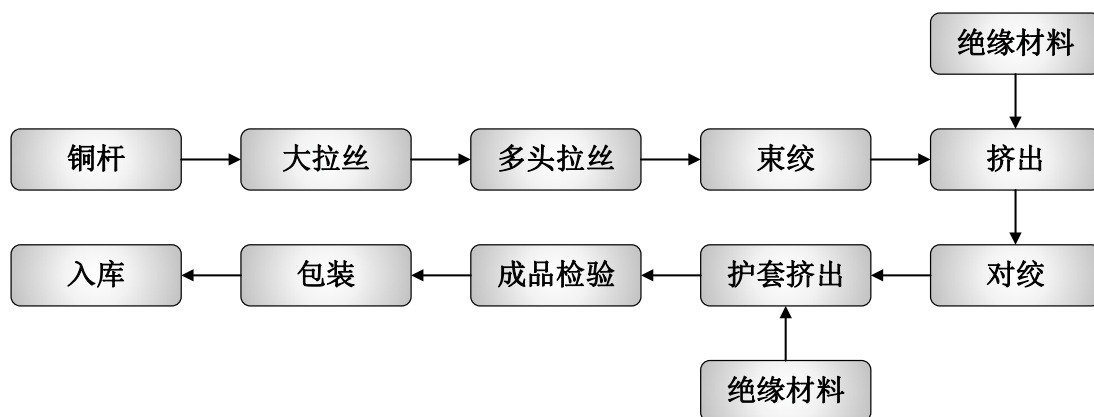 绝缘材料
铜杆
大拉丝
多头拉丝
束绞
挤出
入库
包装
成品检验
护套挤出
对绞
绝缘材料